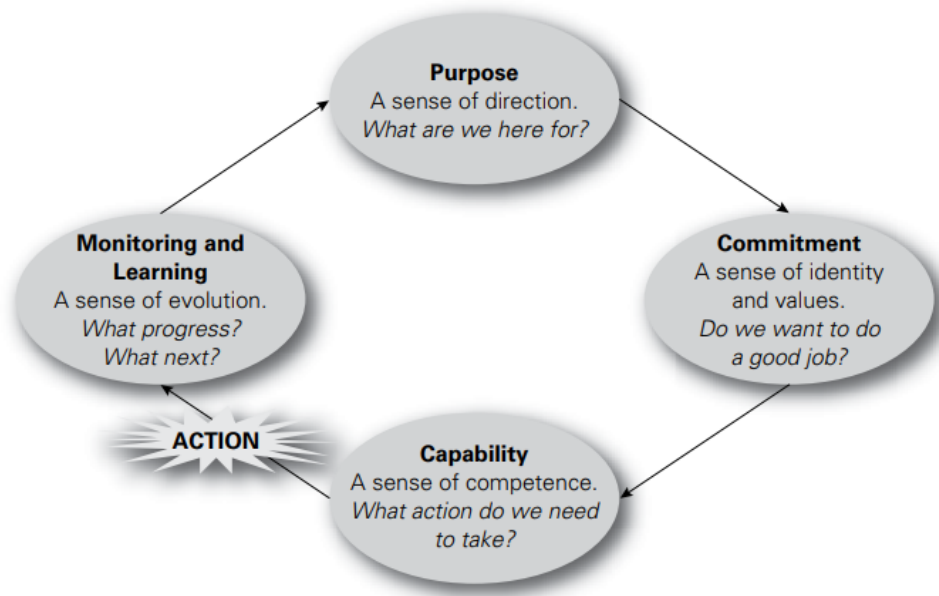 Purpose
A sense of direction.
What are we here for?
Commitment
A sense of identity
and values.
Do we want to do
a good job?
Capability
A sense of competence.
What action do we need
to take?
ACTION
Monitoring and
Learning
A sense of evolution.
What progress?
What next?